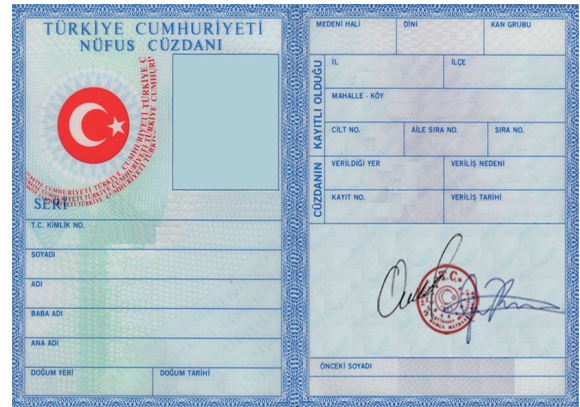 TÜRKİYE CUMHURİYETİ
NÜFUS CÜZDANI
SERİ
T.C. KİMLİK NO.
SOYADI
ADI
BABA ADI
ANA ADI
DOĞUM YERİ DOĞUM TARİHİ
MEDENİ HALİ DİNİ KAN GRUBU
KAYITLI OLDUĞU
İL İLÇE
MAHALLE - KÖY
CİLT NO. AİLE SIRA NO. SIRA NO.
CÜZDANIN
VERİLDİĞİ YER VERİLİŞ NEDENİ
KAYIT NO. VERİLİŞ TARİHİ
T.C.
ÖNCEKİ SOYADI